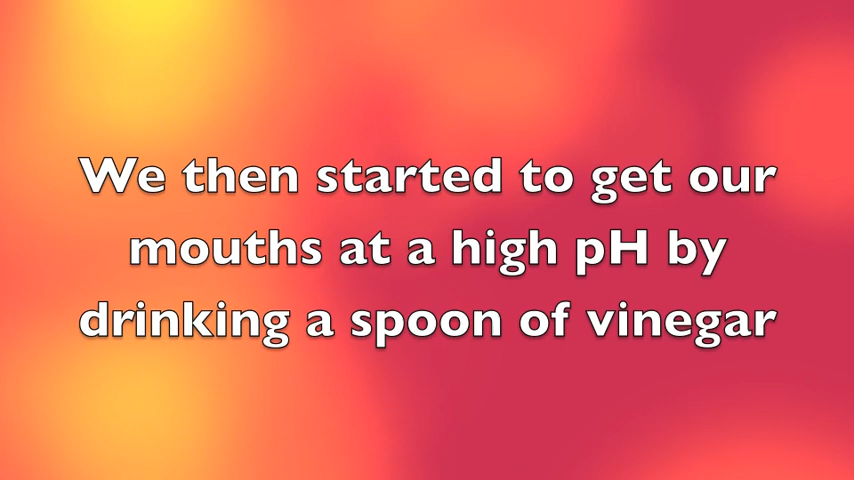 We then started to get our
mouths at a high pH by
drinking a spoon of vinegar